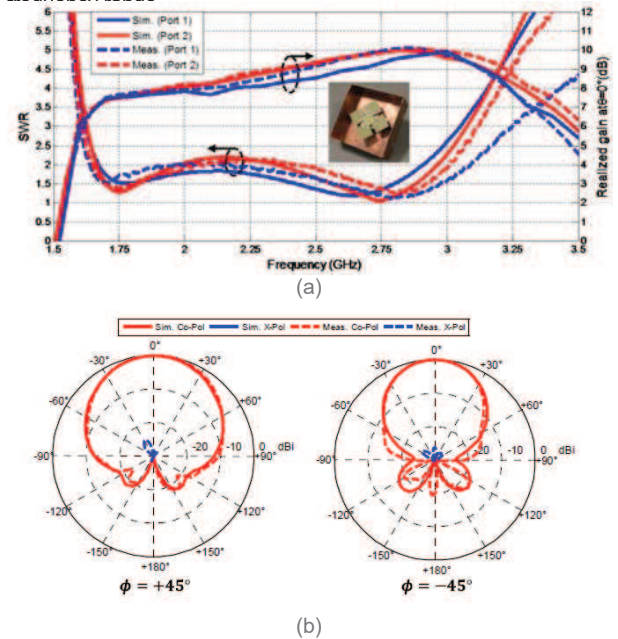 6
5.5
5
4.5
4
3.5
3
2.5
2
1.5
1
0.5
0
SWR
Sim. (Port 1)
Sim. (Port 2)
Meas. (Port 1)
Meas. (Port 2)
12
11
10
9
8
7
6
5
4
3
2
1
0
Realized gain atθ=0°(dB)
1.5 1.75 2 2.25 2.5 2.75 3 3.25 3.5
Frequency (GHz)
(a)
Sim. Co-Pol Sim. X-Pol Meas. Co-Pol Meas. X-Pol
0°
-30° +30°
-60° +60°
-90° -20 -10 0 dBi +90°
-120° +120°
-150° +150°
+180°
ϕ = +45°
0°
-30° +30°
-60° +60°
-90° -20 -10 0 dBi +90°
-120° +120°
-150° +150°
+180°
ϕ = −45°
(b)